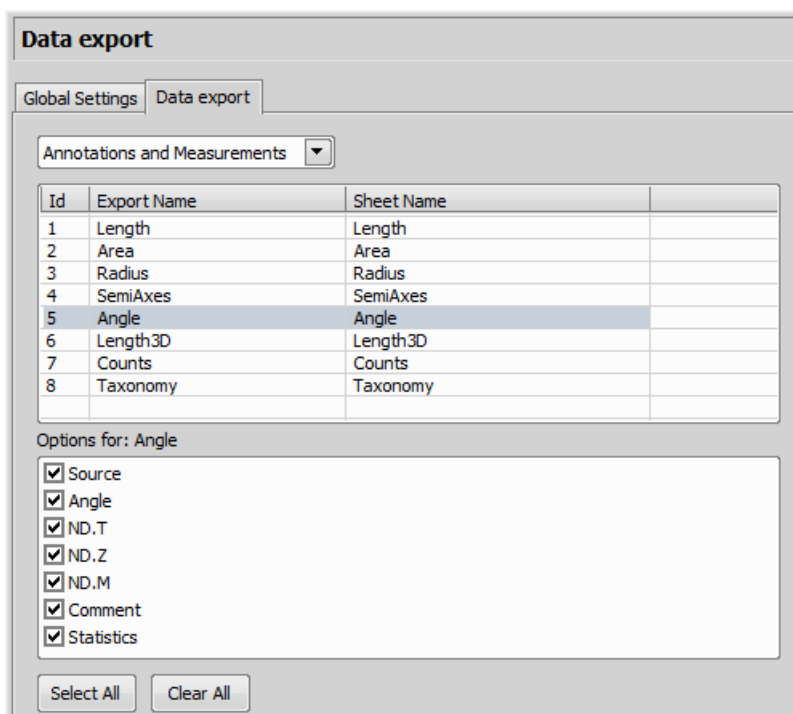 Data export
Global Settings Data export
Annotations and Measurements
Id Export Name Sheet Name
1 Length Length
2 Area Area
3 Radius Radius
4 SemiAxes SemiAxes
5 Angle Angle
6 Length3D Length3D
7 Counts Counts
8 Taxonomy Taxonomy
Options for: Angle
Source
Angle
ND.T
ND.Z
ND.M
Comment
Statistics
Select All Clear All